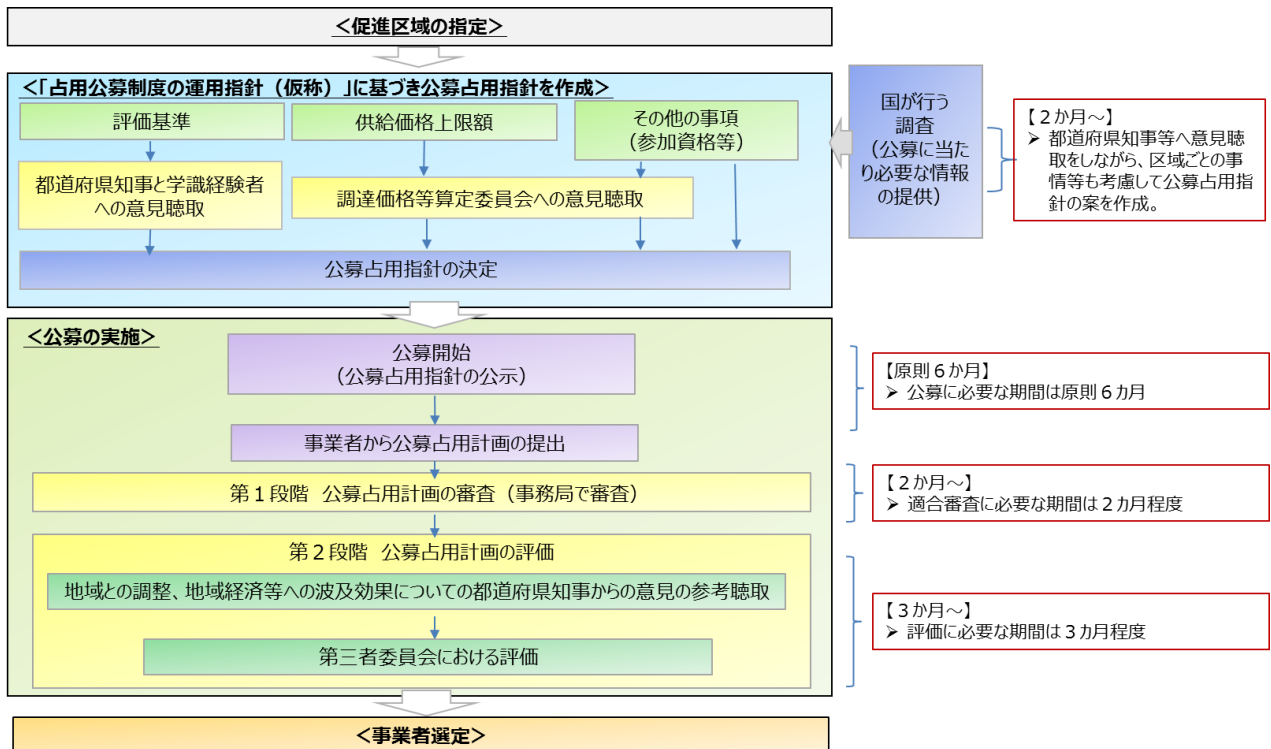 ＜促進区域の指定＞
＜「占用公募制度の運用指針（仮称）」に基づき公募占用指針を作成＞
評価基準
供給価格上限額
その他の事項
（参加資格等）
都道府県知事と学識経験者
への意見聴取
調達価格等算定委員会への意見聴取
公募占用指針の決定
国が行う
調査
（公募に当た
り必要な情報
の提供）
【２か月～】
➢ 都道府県知事等へ意見聴
取をしながら、区域ごとの事
情等も考慮して公募占用指
針の案を作成。
＜公募の実施＞
公募開始
（公募占用指針の公示）
事業者から公募占用計画の提出
第１段階 公募占用計画の審査（事務局で審査）
第２段階 公募占用計画の評価
地域との調整、地域経済等への波及効果についての都道府県知事からの意見の参考聴取
第三者委員会における評価
【原則６か月】
➢ 公募に必要な期間は原則６カ月
【２か月～】
➢ 適合審査に必要な期間は２カ月程度
【３か月～】
➢ 評価に必要な期間は３カ月程度
＜事業者選定＞